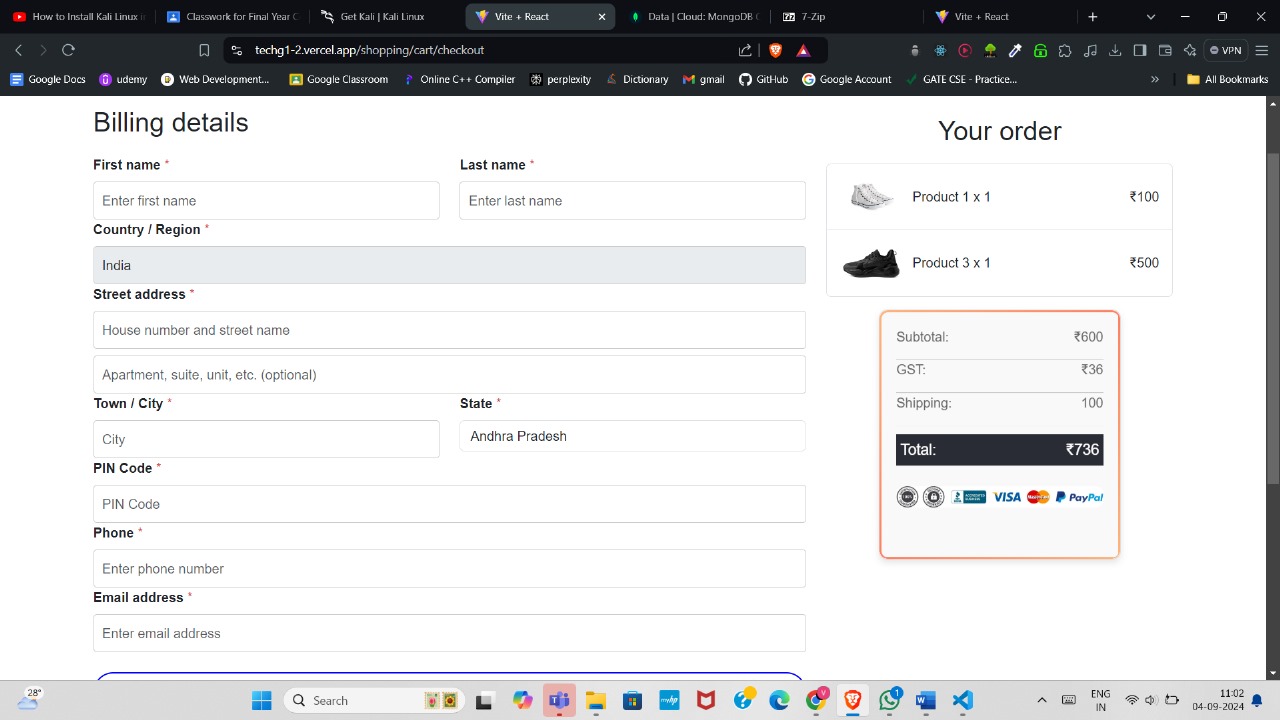 How to Install Kali Linux i
Classwork for Final Year C
Get Kali | Kali Linux
Vite + React
Data | Cloud: MongoDB C
7-Zip
Vite + React
techg1-2.vercel.app/shopping/cart/checkout
VPN
Google Docs
udemy
Web Development...
Google Classroom
Online C++ Compiler
perplexity
Dictionary
gmail
GitHub
Google Account
GATE CSE - Practice...
All Bookmarks
Billing details
First name *
Last name *
Enter first name
Enter last name
Country / Region *
India
Street address *
House number and street name
Apartment, suite, unit, etc. (optional)
Town / City *
State *
City
Andhra Pradesh
PIN Code *
PIN Code
Phone *
Enter phone number
Email address *
Enter email address
Your order
Product 1 x 1
₹100
Product 3 x 1
₹500
Subtotal: ₹600
GST: ₹36
Shipping: 100
Total: ₹736
VISA
PayPal
28°
Search
ENG
IN
11:02
04-09-2024